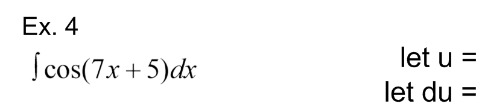 Ex. 4
∫cos(7x + 5)dx
let u =
let du =